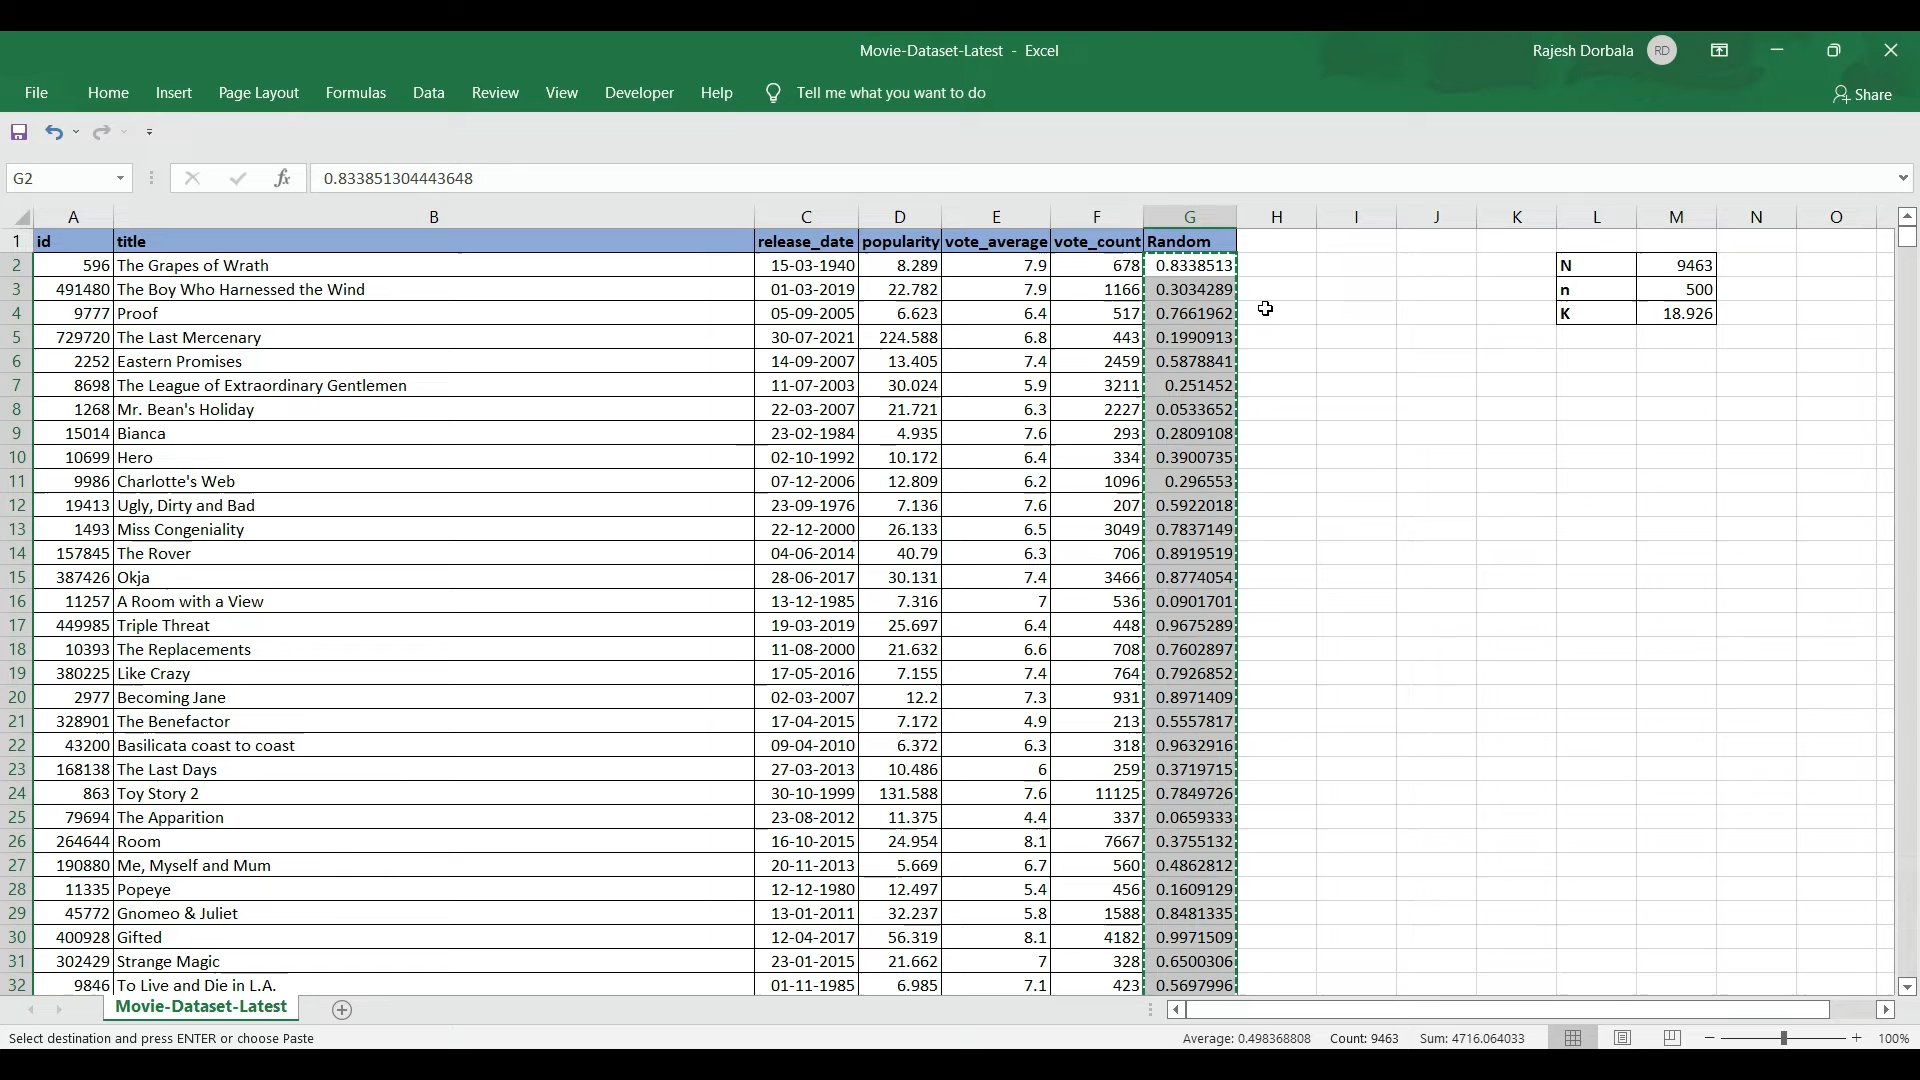 Movie-Dataset-Latest - Excel
Rajesh Dorbala RD
File Home Insert Page Layout Formulas Data Review View Developer Help Tell me what you want to do Share
G2 fx 0.833851304443648
A B C D E F G H I J K L M N O
1 id title release_date popularity vote_average vote_count Random
2 596 The Grapes of Wrath 15-03-1940 8.289 7.9 678 0.8338513 N 9463
3 491480 The Boy Who Harnessed the Wind 01-03-2019 22.782 7.9 1166 0.3034289 n 500
4 9777 Proof 05-09-2005 6.623 6.4 517 0.7661962 K 18.926
5 729720 The Last Mercenary 30-07-2021 224.588 6.8 443 0.1990913
6 2252 Eastern Promises 14-09-2007 13.405 7.4 2459 0.5878841
7 8698 The League of Extraordinary Gentlemen 11-07-2003 30.024 5.9 3211 0.251452
8 1268 Mr. Bean's Holiday 22-03-2007 21.721 6.3 2227 0.0533652
9 15014 Bianca 23-02-1984 4.935 7.6 293 0.2809108
10 10699 Hero 02-10-1992 10.172 6.4 334 0.3900735
11 9986 Charlotte's Web 07-12-2006 12.809 6.2 1096 0.296553
12 19413 Ugly, Dirty and Bad 23-09-1976 7.136 7.6 207 0.5922018
13 1493 Miss Congeniality 22-12-2000 26.133 6.5 3049 0.7837149
14 157845 The Rover 04-06-2014 40.79 6.3 706 0.8919519
15 387426 Okja 28-06-2017 30.131 7.4 3466 0.8774054
16 11257 A Room with a View 13-12-1985 7.316 7 536 0.0901701
17 449985 Triple Threat 19-03-2019 25.697 6.4 448 0.9675289
18 10393 The Replacements 11-08-2000 21.632 6.6 708 0.7602897
19 380225 Like Crazy 17-05-2016 7.155 7.4 764 0.7926852
20 2977 Becoming Jane 02-03-2007 12.2 7.3 931 0.8971409
21 328901 The Benefactor 17-04-2015 7.172 4.9 213 0.5557817
22 43200 Basilicata coast to coast 09-04-2010 6.372 6.3 318 0.9632916
23 168138 The Last Days 27-03-2013 10.486 6 259 0.3719715
24 863 Toy Story 2 30-10-1999 131.588 7.6 11125 0.7849726
25 79694 The Apparition 23-08-2012 11.375 4.4 337 0.0659333
26 264644 Room 16-10-2015 24.954 8.1 7667 0.3755132
27 190880 Me, Myself and Mum 20-11-2013 5.669 6.7 560 0.4862812
28 11335 Popeye 12-12-1980 12.497 5.4 456 0.1609129
29 45772 Gnomeo & Juliet 13-01-2011 32.237 5.8 1588 0.8481335
30 400928 Gifted 12-04-2017 56.319 8.1 4182 0.9971509
31 302429 Strange Magic 23-01-2015 21.662 7 328 0.6500306
32 9846 To Live and Die in L.A. 01-11-1985 6.985 7.1 423 0.5697996
Movie-Dataset-Latest
Select destination and press ENTER or choose Paste Average: 0.498368808 Count: 9463 Sum: 4716.064033 100%